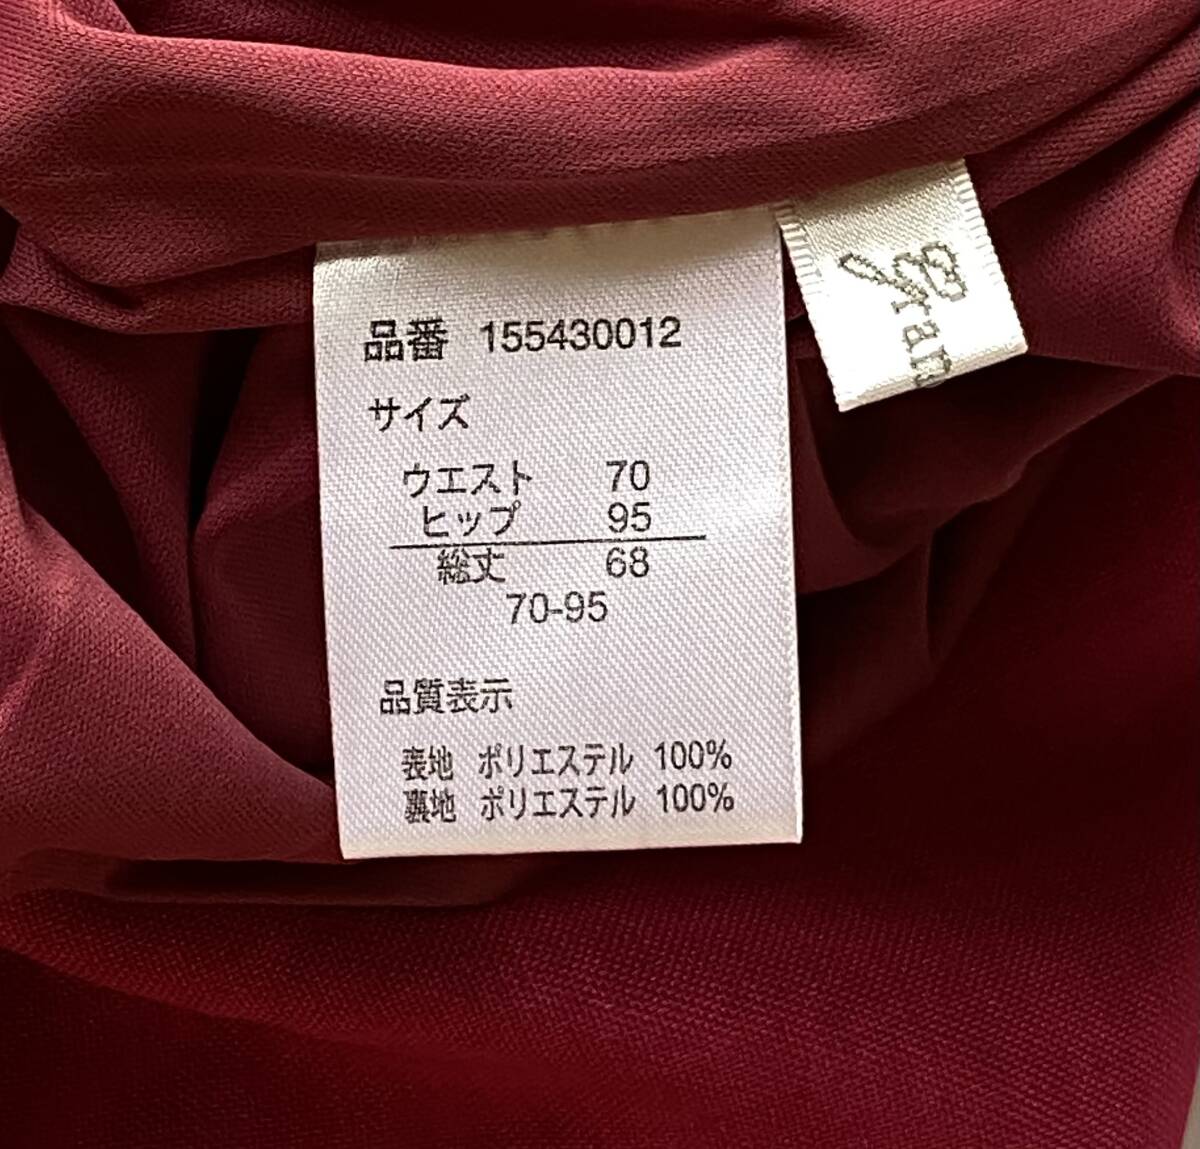 品番 155430012
サイズ
ウエスト 70
ヒップ 95
総丈 68
70-95
品質表示
表地 ポリエステル 100%
裏地 ポリエステル 100%